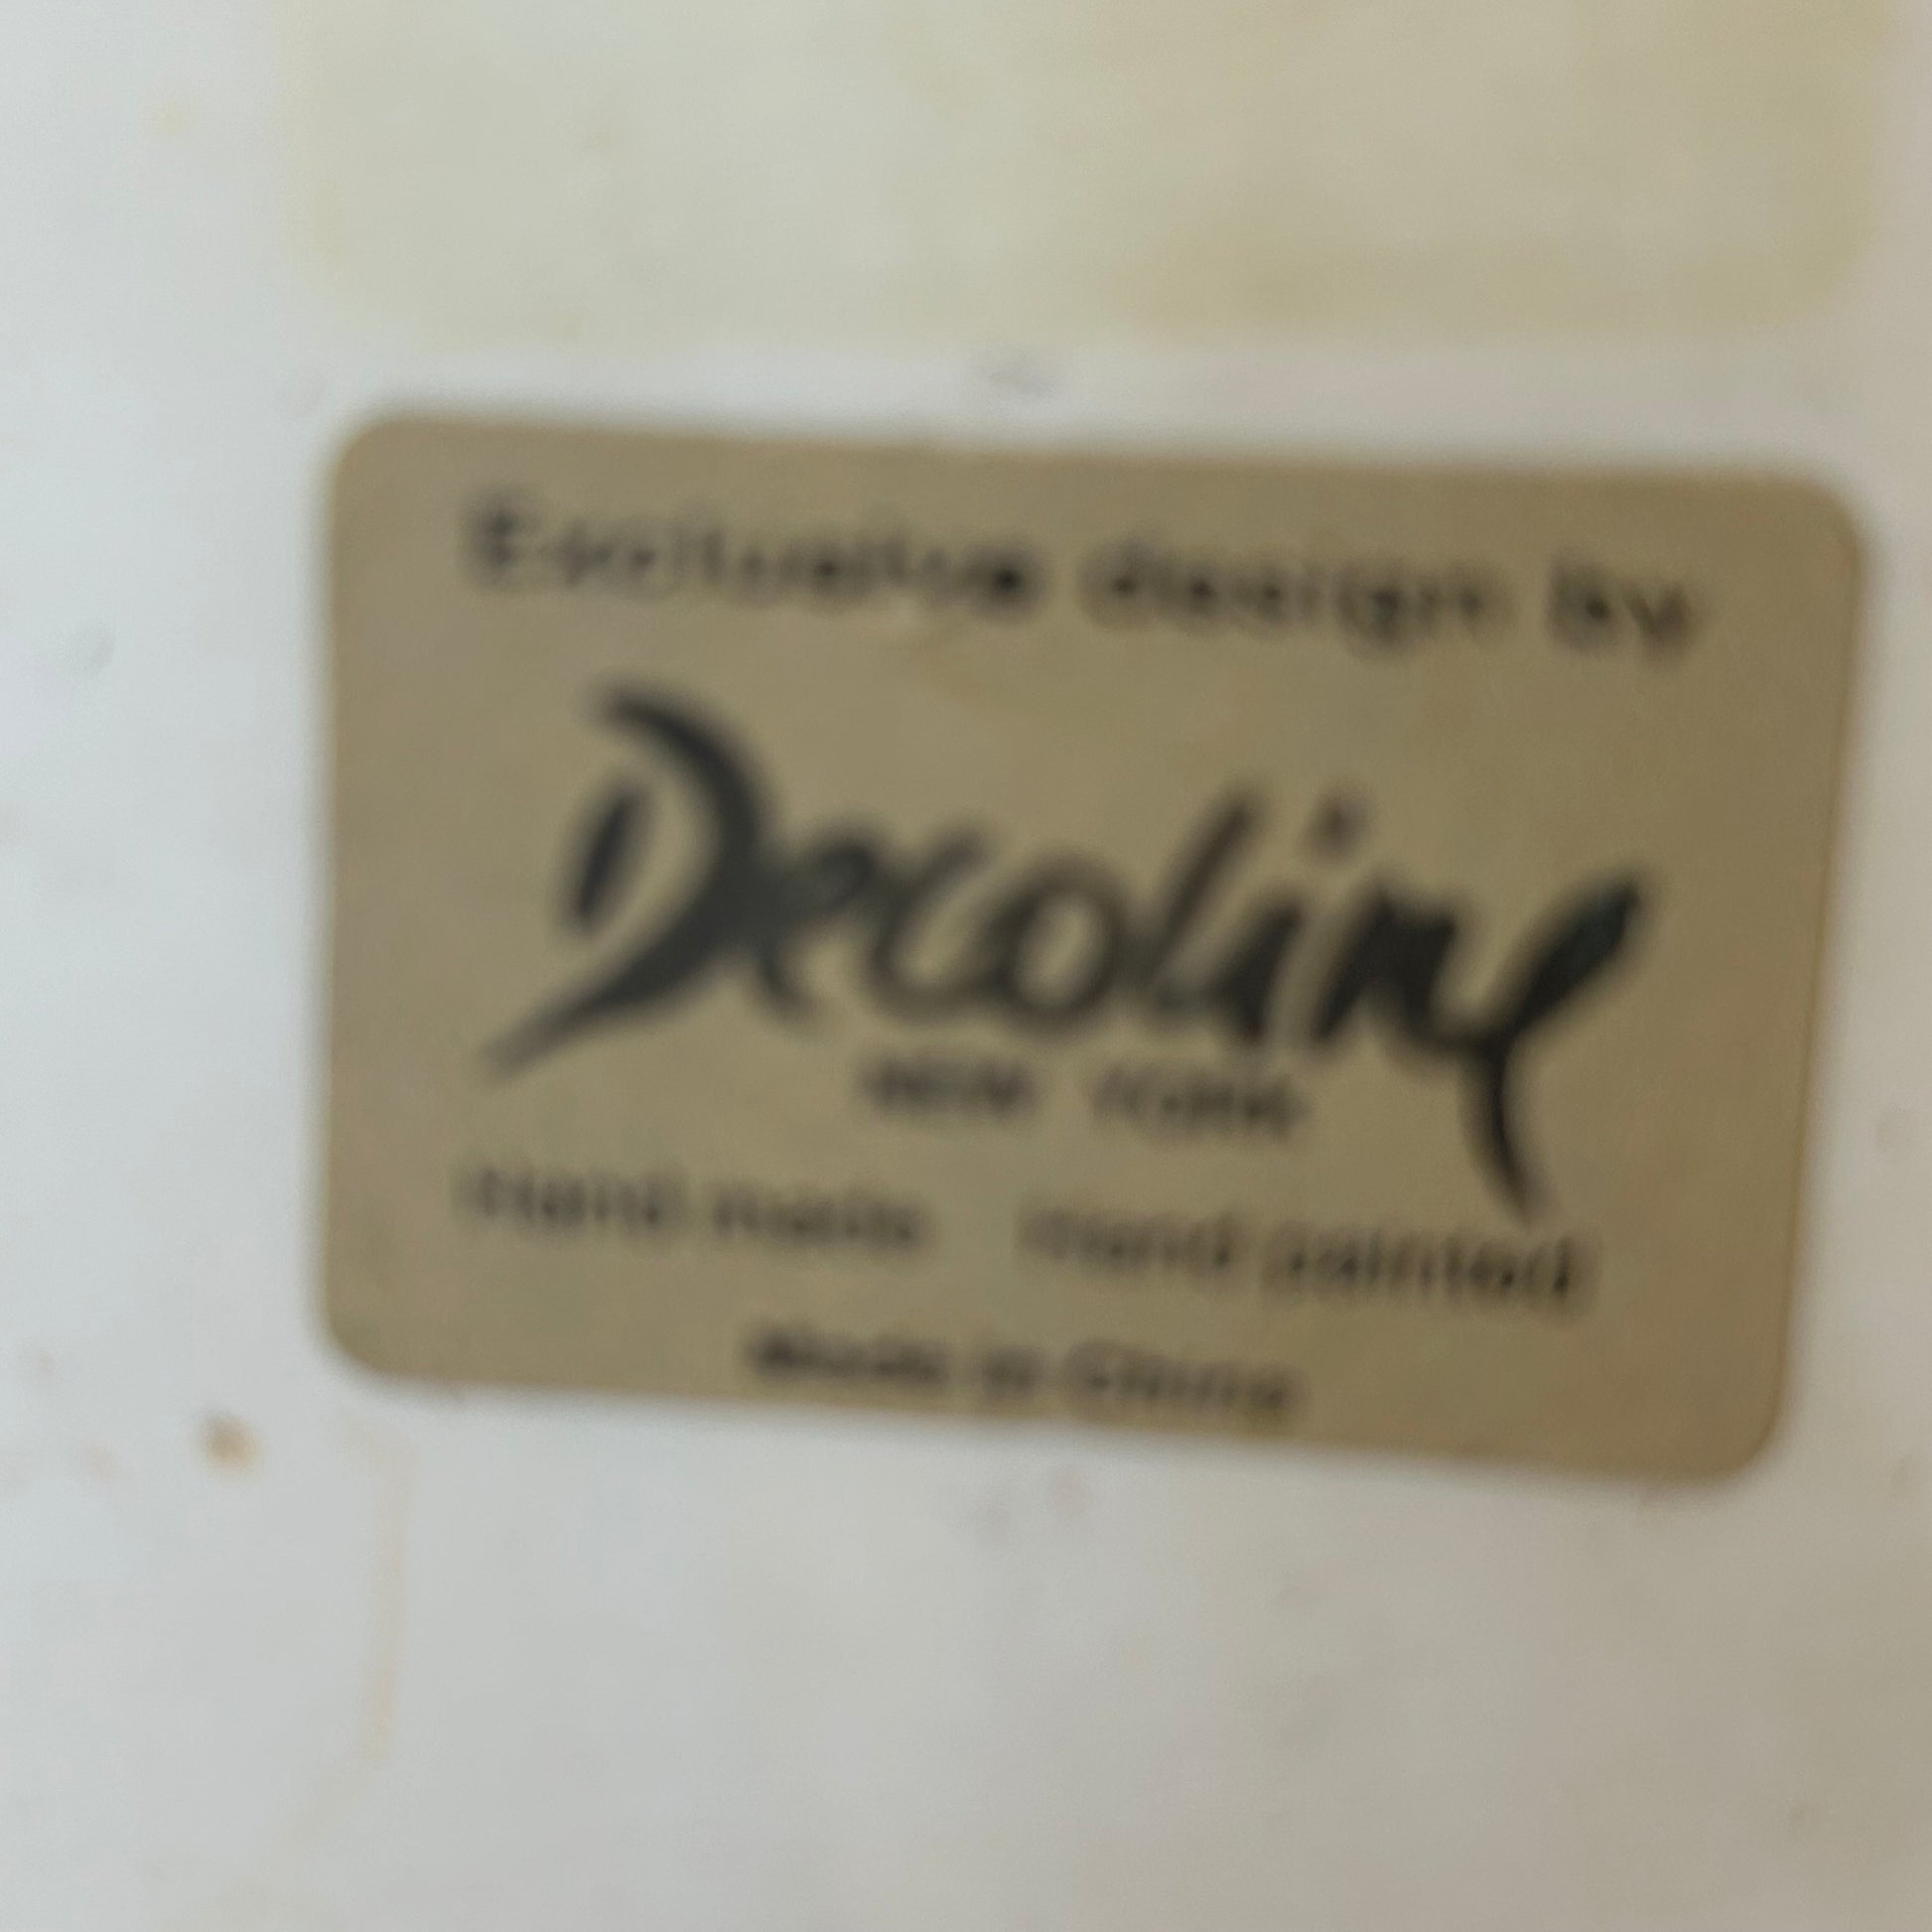 Exclusive design by
Decoline
NEW YORK
Hand made Hand painted
Made in China